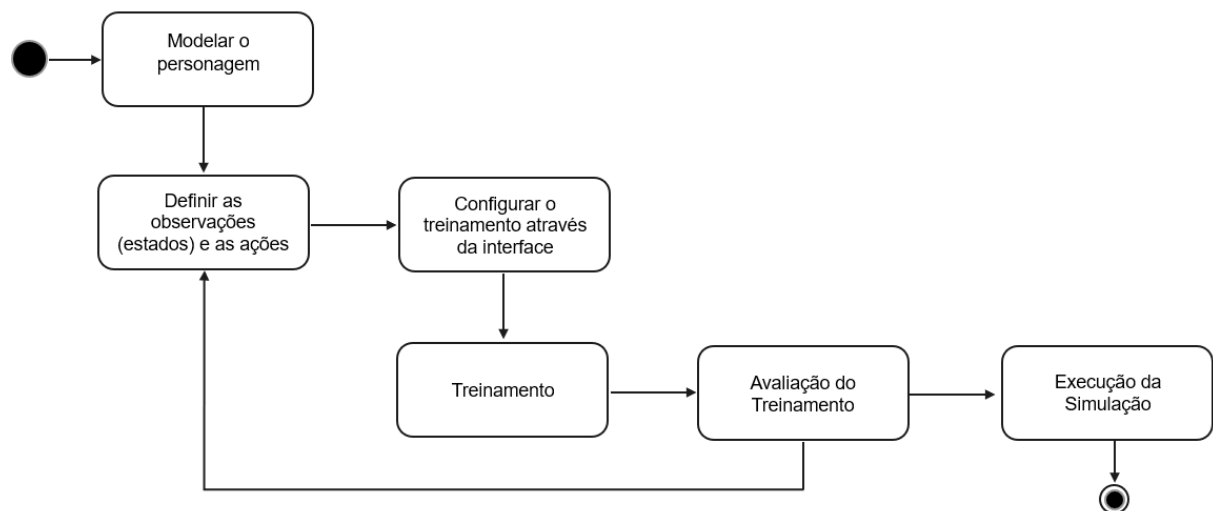 Modelar o
personagem
Definir as
observações
(estados) e as ações
Configurar o
treinamento através
da interface
Treinamento
Avaliação do
Treinamento
Execução da
Simulação